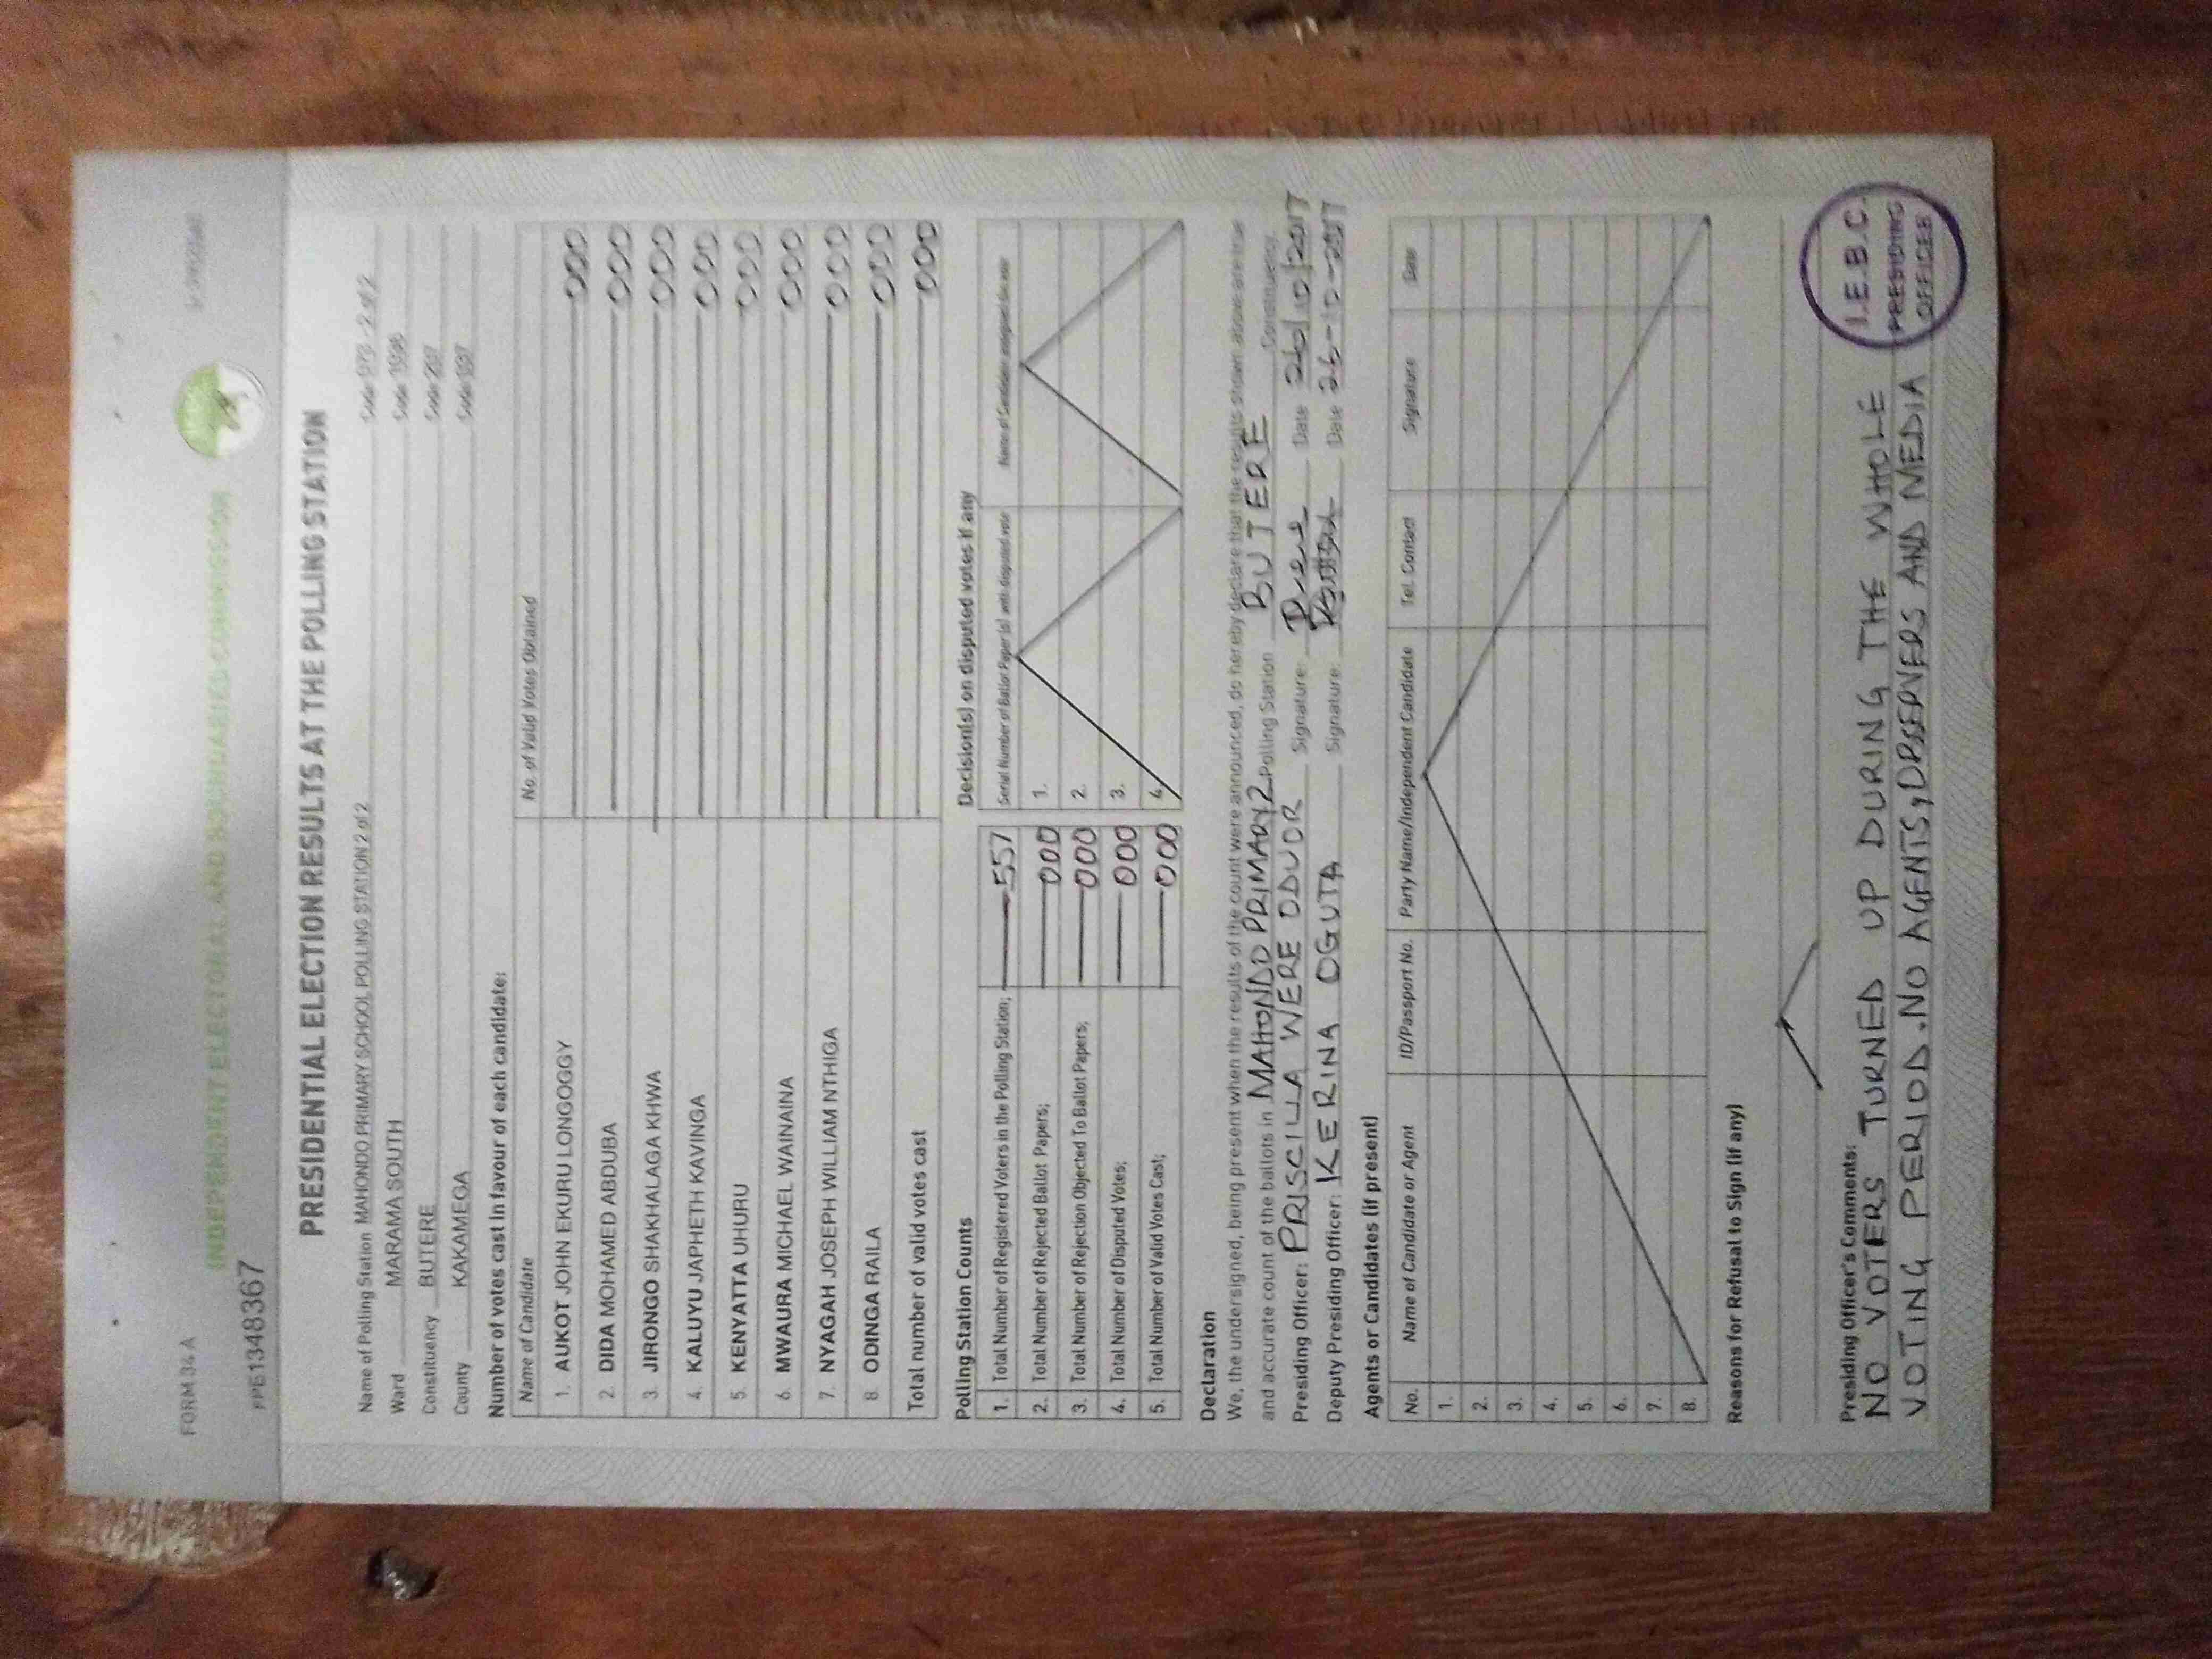 FORM 34 A
INDEPENDENT ELECTORAL AND BOUNDARIES COMMISSION
PPE1348367
PRESIDENTIAL ELECTION RESULTS AT THE POLLING STATION
Name of Polling Station MAHONDO PRIMARY SCHOOL POLLING STATION 2 of 2 Code 073 - 2 of 2
Ward MARAMA SOUTH Code
Constituency BUTERE Code 207
County KAKAMEGA Code 037
Number of votes cast in favour of each candidate:
Name of Candidate No. of Valid Votes Obtained
1. AUKOT JOHN EKURU LONGOGGY 000
2. DIDA MOHAMED ABDUBA 000
3. JIRONGO SHAKHALAGA KHWA 000
4. KALUYU JAPHETH KAVINGA 000
5. KENYATTA UHURU 000
6. MWAURA MICHAEL WAINAINA 000
7. NYAGAH JOSEPH WILLIAM NTHIGA 000
8 ODINGA RAILA 000
Total number of valid votes cast 000
Polling Station Counts
1. Total Number of Registered Voters in the Polling Station; 557
2. Total Number of Rejected Ballot Papers; 000
3. Total Number of Rejection Objected To Ballot Papers; 000
4. Total Number of Disputed Votes; 000
5. Total Number of Valid Votes Cast; 000
Decision(s) on disputed votes if any
Serial Number of Ballot Paper (s) with disputed vote Name of Candidate assigned the vote
1.
2.
3.
4.
Declaration
We, the undersigned, being present when the results of the count were announced, do hereby declare that the results shown above are true
and accurate count of the ballots in MAHONDO PRIMARY 2 Polling Station BUTERE Constituency.
Presiding Officer: PRISCILLA WERE ODUOR Signature: Date 26/10/2017
Deputy Presiding Officer: KERINA OGUTA Signature: Date 26-10-2017
Agents or Candidates (if present)
No. Name of Candidate or Agent ID/Passport No. Party Name/Independent Candidate Tel. Contact Signature Date
1.
2.
3.
4.
5.
6.
7.
8.
Reasons for Refusal to Sign (if any)
Presiding Officer's Comments:
NO VOTERS TURNED UP DURING THE WHOLE
VOTING PERIOD. NO AGENTS, OBSERVERS AND MEDIA
I.E.B.C.
PRESIDING
OFFICER